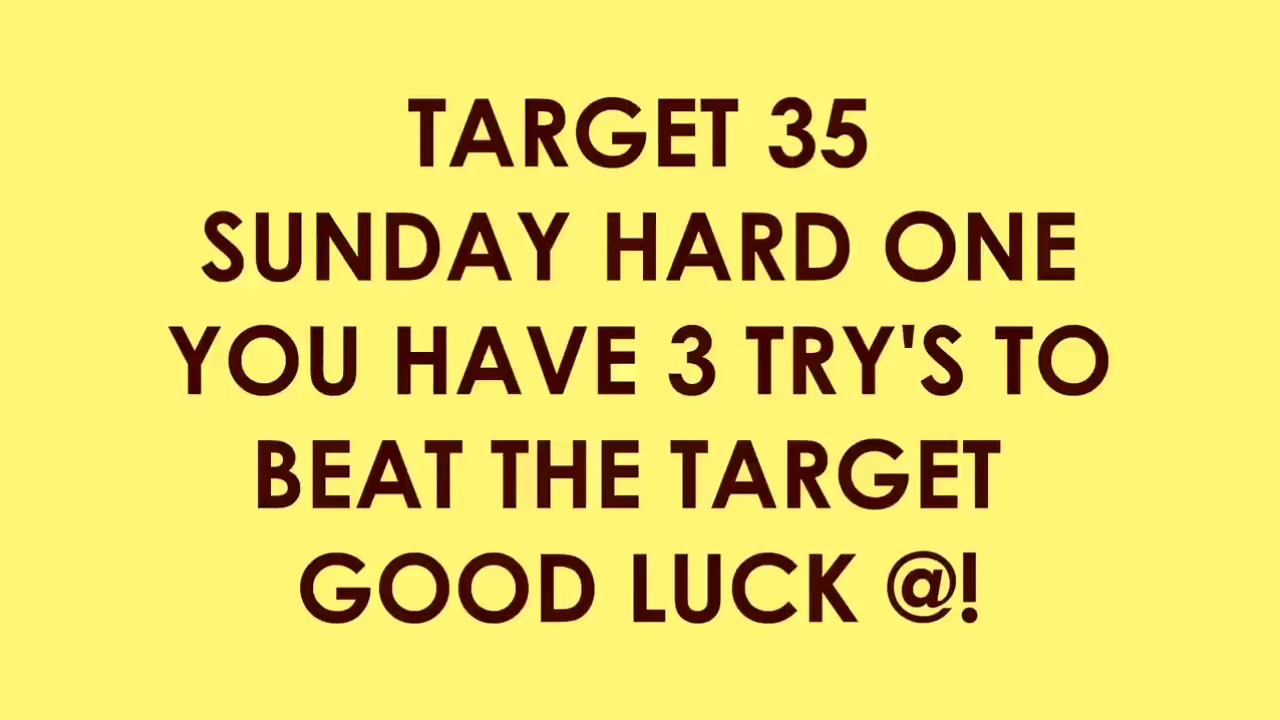 TARGET 35
SUNDAY HARD ONE
YOU HAVE 3 TRY'S TO
BEAT THE TARGET
GOOD LUCK @!